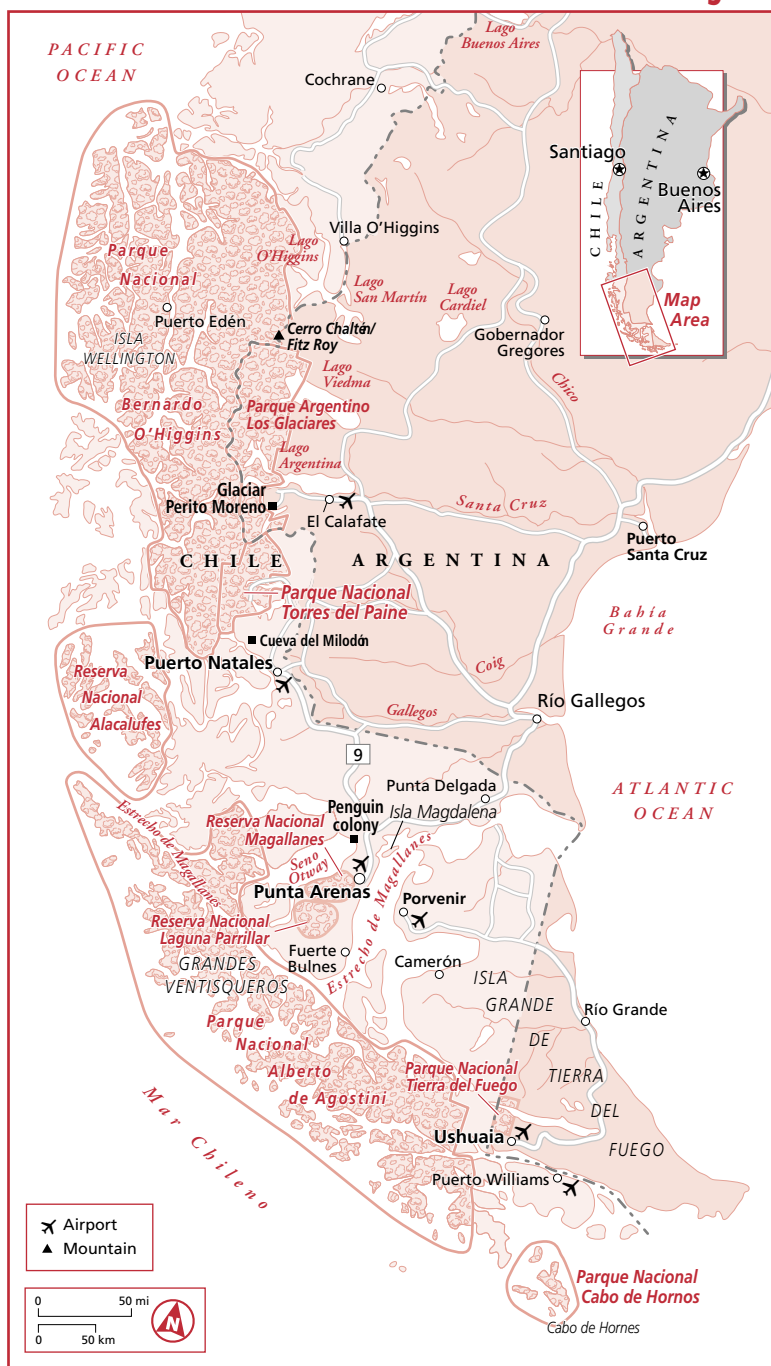 PACIFIC
OCEAN
Lago
Buenos Aires
Cochrane
Santiago
Buenos
Aires
CHILE
ARGENTINA
Map
Area
Villa O'Higgins
Lago
O'Higgins
Lago
San Martín
Lago
Cardiel
Parque
Nacional
Puerto Edén
ISLA
WELLINGTON
Cerro Chaltén/
Fitz Roy
Gobernador
Gregores
Lago
Viedma
Chico
Bernardo
O'Higgins
Parque Argentino
Los Glaciares
Lago
Argentina
Glaciar
Perito Moreno
El Calafate
Santa Cruz
Puerto
Santa Cruz
CHILE
ARGENTINA
Parque Nacional
Torres del Paine
Bahía
Grande
Cueva del Milodón
Puerto Natales
Coig
Reserva
Nacional
Alacalufes
Gallegos
Río Gallegos
9
Punta Delgada
ATLANTIC
OCEAN
Estrecho de Magallanes
Reserva Nacional
Magallanes
Penguin
colony
Isla Magdalena
Seno
Otway
Punta Arenas
Estrecho de Magallanes
Porvenir
Reserva Nacional
Laguna Parrillar
Fuerte
Bulnes
Camerón
GRANDES
VENTISQUEROS
ISLA
GRANDE
DE
TIERRA
DEL
FUEGO
Río Grande
Parque
Nacional
Alberto
de Agostini
Parque Nacional
Tierra del Fuego
Mar Chileno
Ushuaia
Puerto Williams
Airport
Mountain
0 50 mi
0 50 km
N
Parque Nacional
Cabo de Hornos
Cabo de Hornes